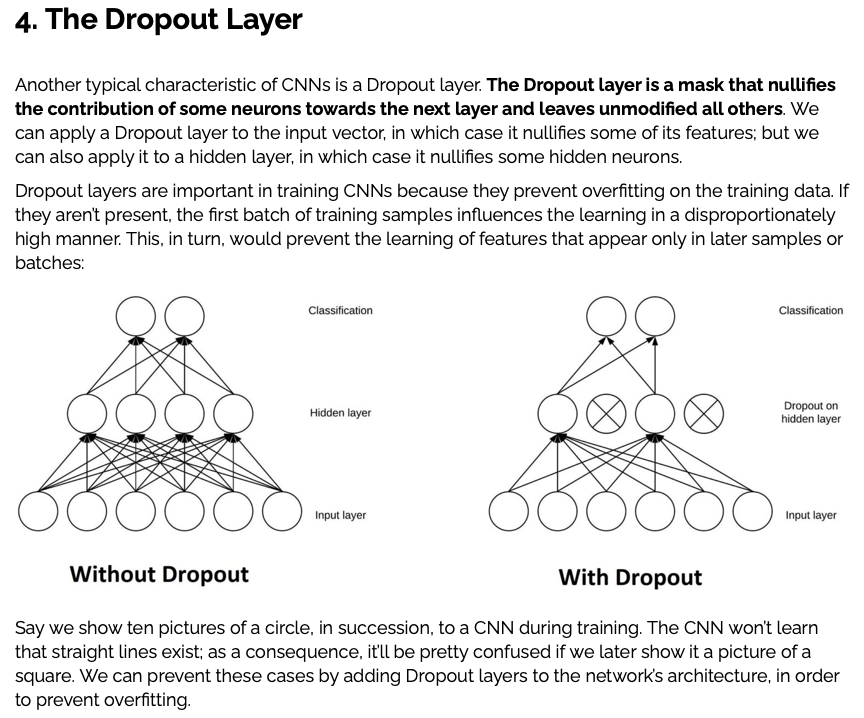 4. The Dropout Layer
Another typical characteristic of CNNs is a Dropout layer. The Dropout layer is a mask that nullifies
the contribution of some neurons towards the next layer and leaves unmodified all others. We
can apply a Dropout layer to the input vector, in which case it nullifies some of its features; but we
can also apply it to a hidden layer, in which case it nullifies some hidden neurons.
Dropout layers are important in training CNNs because they prevent overfitting on the training data. If
they aren't present, the first batch of training samples influences the learning in a disproportionately
high manner. This, in turn, would prevent the learning of features that appear only in later samples or
batches:
Classification
Hidden layer
Input layer
Without Dropout
Classification
Dropout on
hidden layer
Input layer
With Dropout
Say we show ten pictures of a circle, in succession, to a CNN during training. The CNN won't learn
that straight lines exist; as a consequence, it'll be pretty confused if we later show it a picture of a
square. We can prevent these cases by adding Dropout layers to the network's architecture, in order
to prevent overfitting.